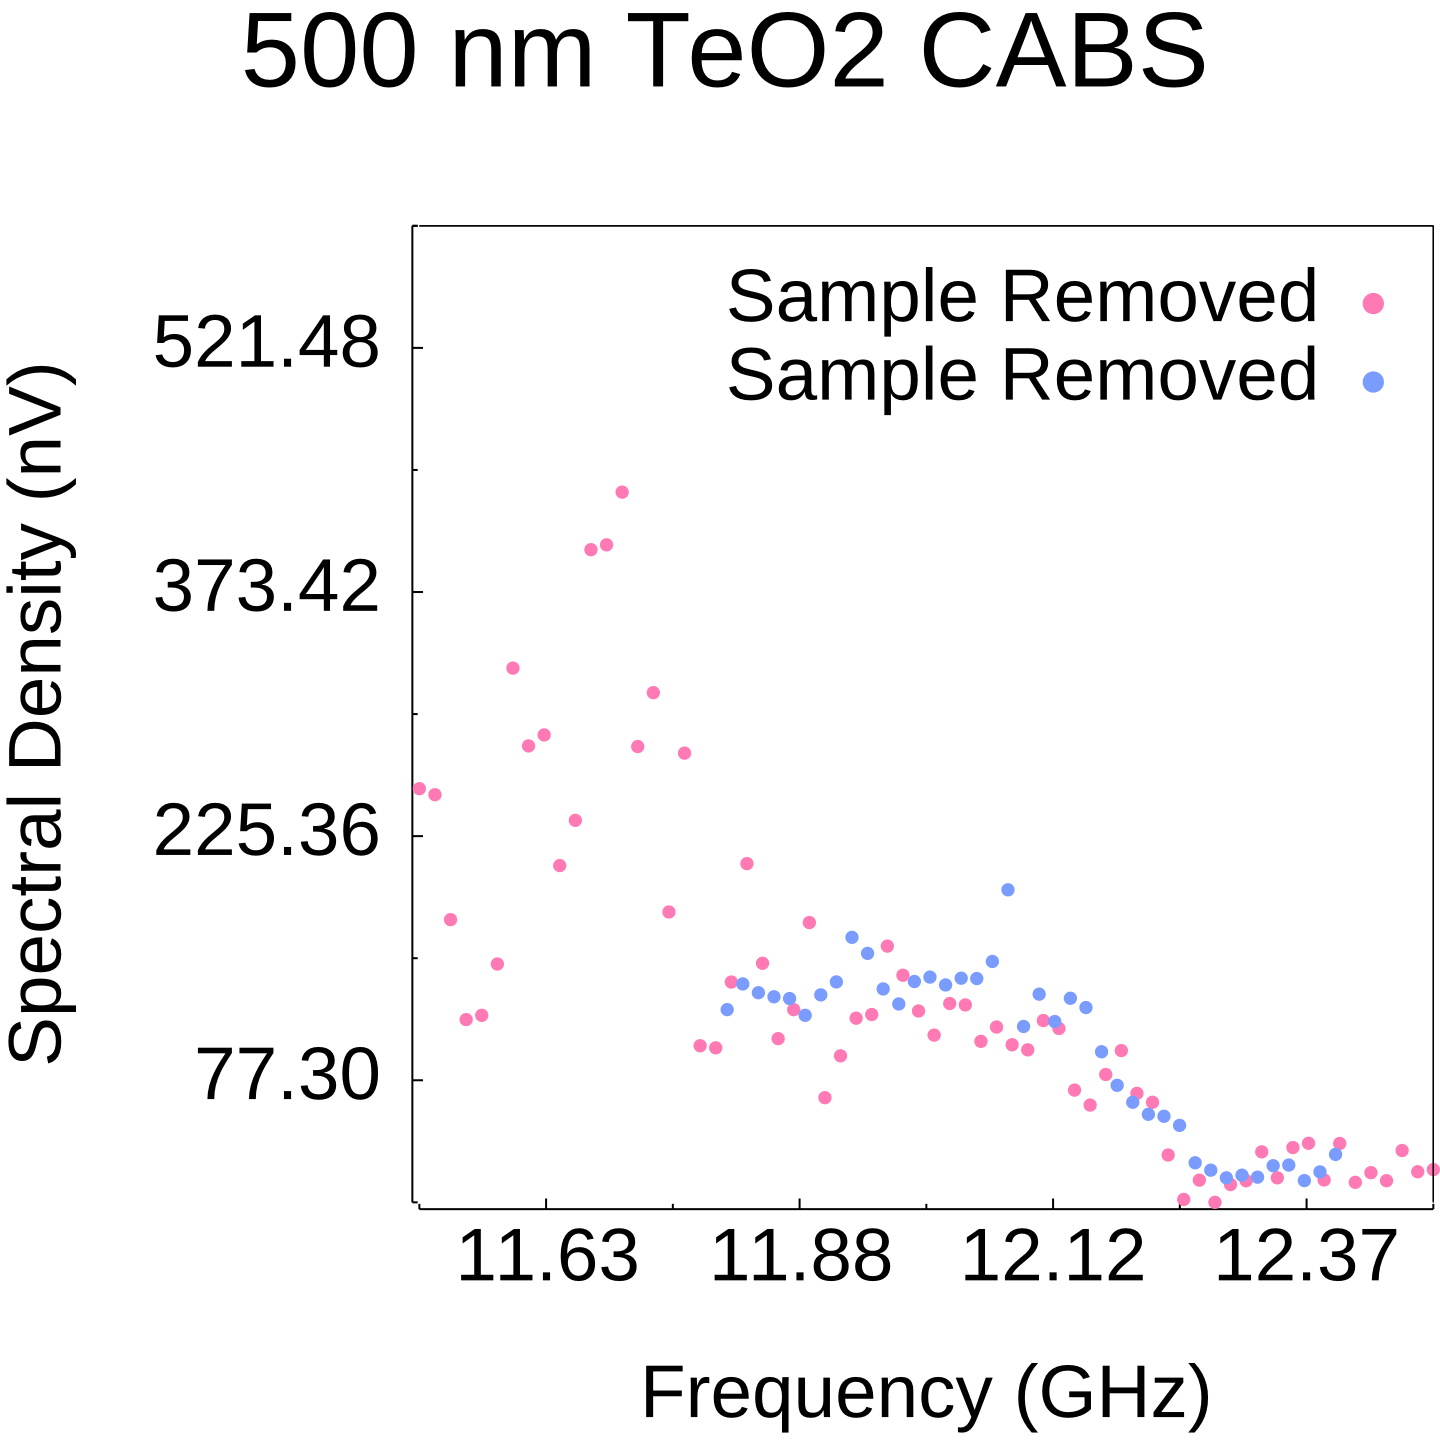 500 nm TeO2 CABS
Sample Removed
Sample Removed
Spectral Density (nV)
521.48
373.42
225.36
77.30
11.63 11.88 12.12 12.37
Frequency (GHz)